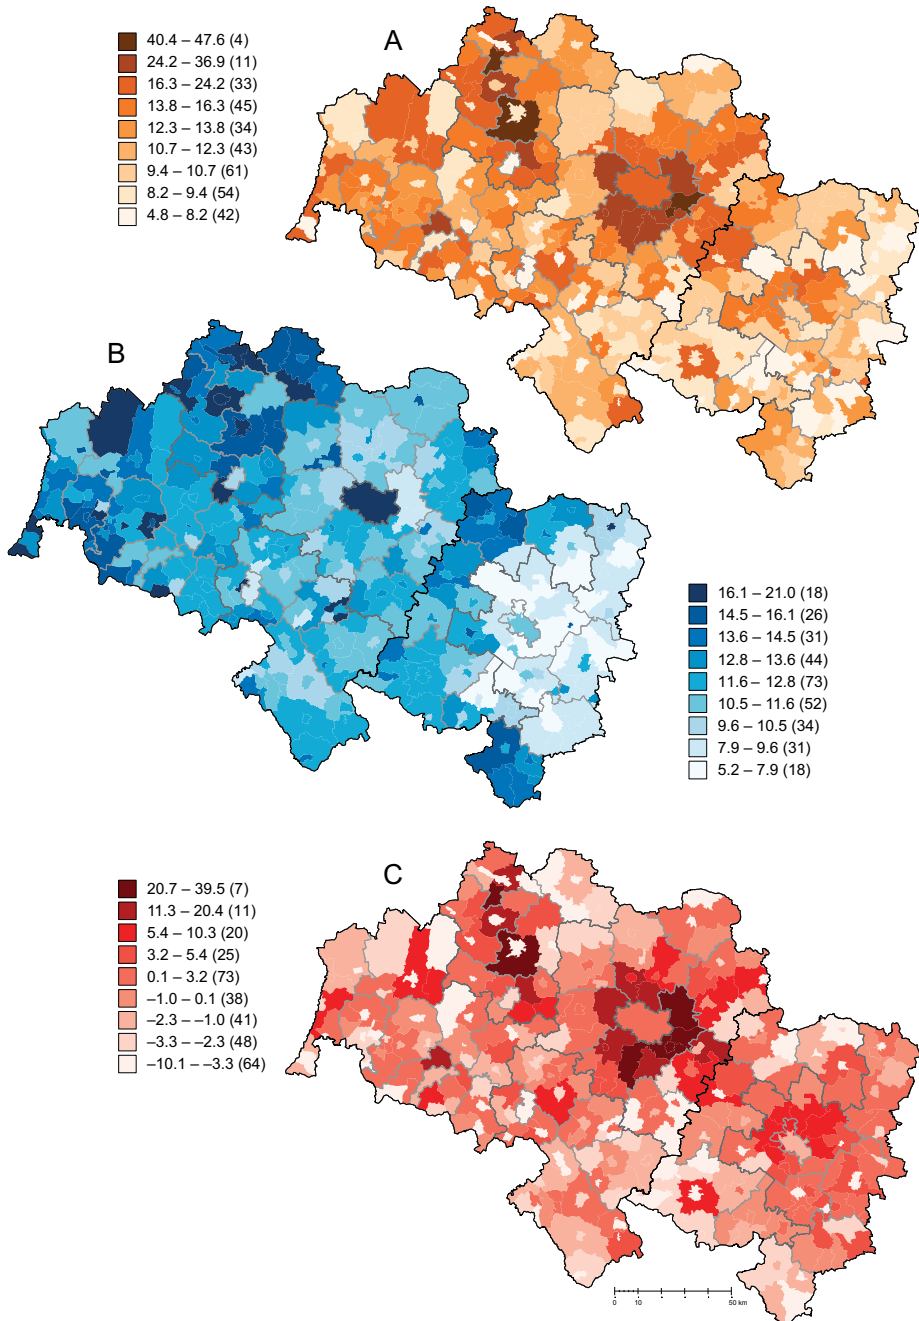 A
40.4 – 47.6 (4)
24.2 – 36.9 (11)
16.3 – 24.2 (33)
13.8 – 16.3 (45)
12.3 – 13.8 (34)
10.7 – 12.3 (43)
9.4 – 10.7 (61)
8.2 – 9.4 (54)
4.8 – 8.2 (42)
B
16.1 – 21.0 (18)
14.5 – 16.1 (26)
13.6 – 14.5 (31)
12.8 – 13.6 (44)
11.6 – 12.8 (73)
10.5 – 11.6 (52)
9.6 – 10.5 (34)
7.9 – 9.6 (31)
5.2 – 7.9 (18)
C
20.7 – 39.5 (7)
11.3 – 20.4 (11)
5.4 – 10.3 (20)
3.2 – 5.4 (25)
0.1 – 3.2 (73)
–1.0 – 0.1 (38)
–2.3 – –1.0 (41)
–3.3 – –2.3 (48)
–10.1 – –3.3 (64)
0 10 50 km